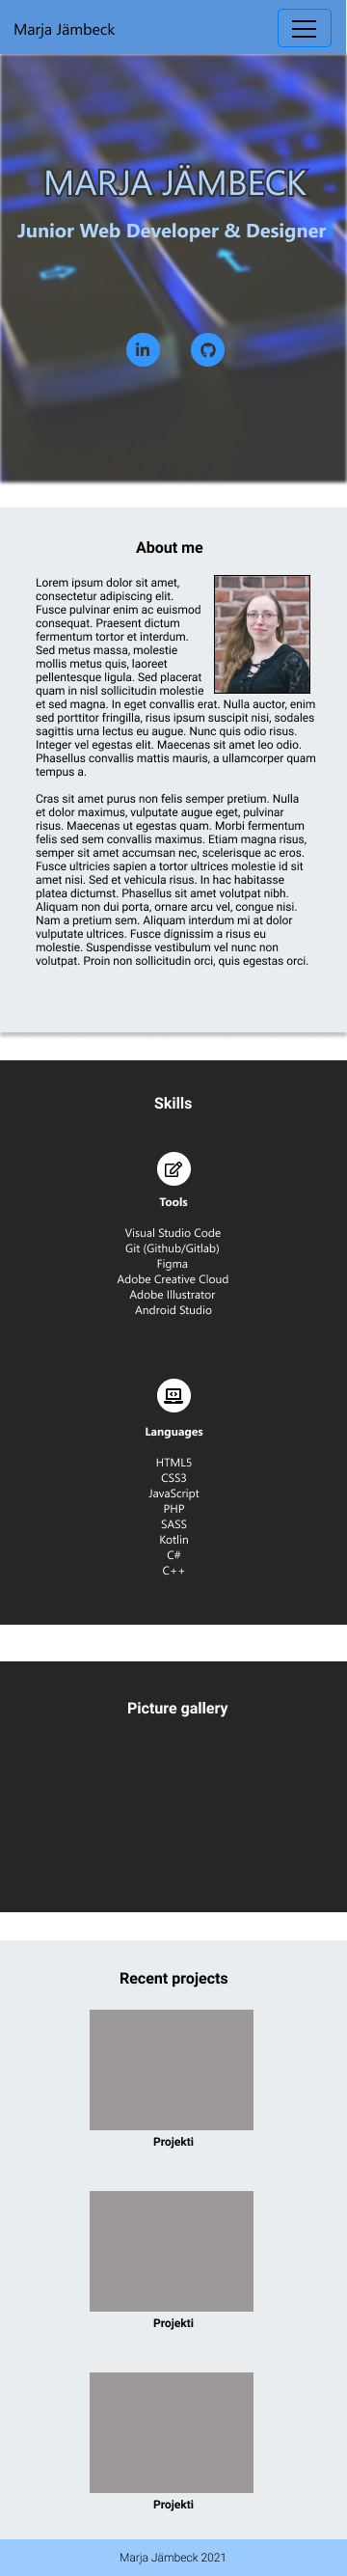 Marja Jämbeck
MARJA JÄMBECK
Junior Web Developer & Designer
in
About me
Lorem ipsum dolor sit amet,
consectetur adipiscing elit.
Fusce pulvinar enim ac euismod
consequat. Praesent dictum
fermentum tortor et interdum.
Sed metus massa, molestie
mollis metus quis, laoreet
pellentesque ligula. Sed placerat
quam in nisl sollicitudin molestie
et sed magna. In eget convallis erat. Nulla auctor, enim
sed porttitor fringilla, risus ipsum suscipit nisi, sodales
sagittis urna lectus eu augue. Nunc quis odio risus.
Integer vel egestas elit. Maecenas sit amet leo odio.
Phasellus convallis mattis mauris, a ullamcorper quam
tempus a.
Cras sit amet purus non felis semper pretium. Nulla
et dolor maximus, vulputate augue eget, pulvinar
risus. Maecenas ut egestas quam. Morbi fermentum
felis sed sem convallis maximus. Etiam magna risus,
semper sit amet accumsan nec, scelerisque ac eros.
Fusce ultricies sapien a tortor ultrices molestie id sit
amet nisi. Sed et vehicula risus. In hac habitasse
platea dictumst. Phasellus sit amet volutpat nibh.
Aliquam non dui porta, ornare arcu vel, congue nisi.
Nam a pretium sem. Aliquam interdum mi at dolor
vulputate ultrices. Fusce dignissim a risus eu
molestie. Suspendisse vestibulum vel nunc non
volutpat. Proin non sollicitudin orci, quis egestas orci.
Skills
Tools
Visual Studio Code
Git (Github/Gitlab)
Figma
Adobe Creative Cloud
Adobe Illustrator
Android Studio
Languages
HTML5
CSS3
JavaScript
PHP
SASS
Kotlin
C#
C++
Picture gallery
Recent projects
Projekti
Projekti
Projekti
Marja Jämbeck 2021